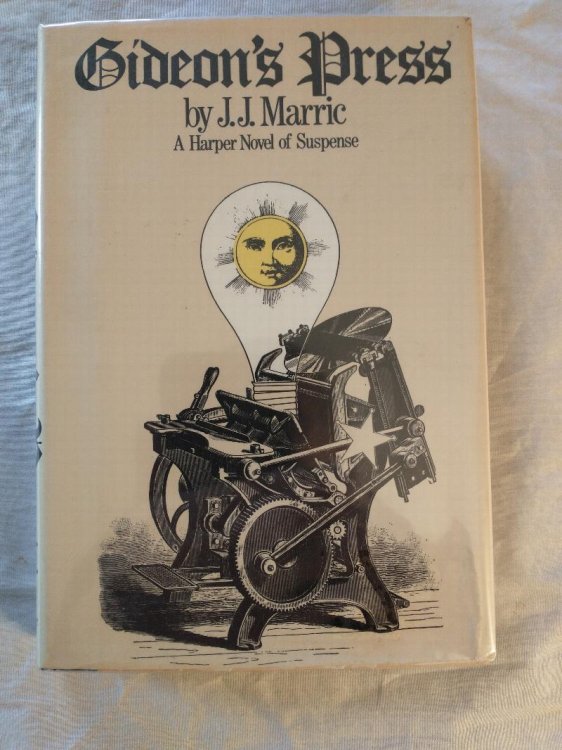 Gideon's Press
by J.J. Marric
A Harper Novel of Suspense